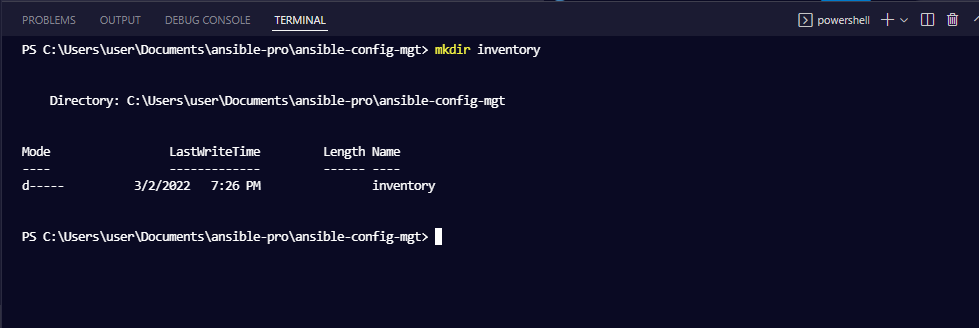 PROBLEMS OUTPUT DEBUG CONSOLE TERMINAL powershell
PS C:\Users\user\Documents\ansible-pro\ansible-config-mgt> mkdir inventory
Directory: C:\Users\user\Documents\ansible-pro\ansible-config-mgt
Mode LastWriteTime Length Name
---- ------------- ------ ----
d----- 3/2/2022 7:26 PM inventory
PS C:\Users\user\Documents\ansible-pro\ansible-config-mgt>